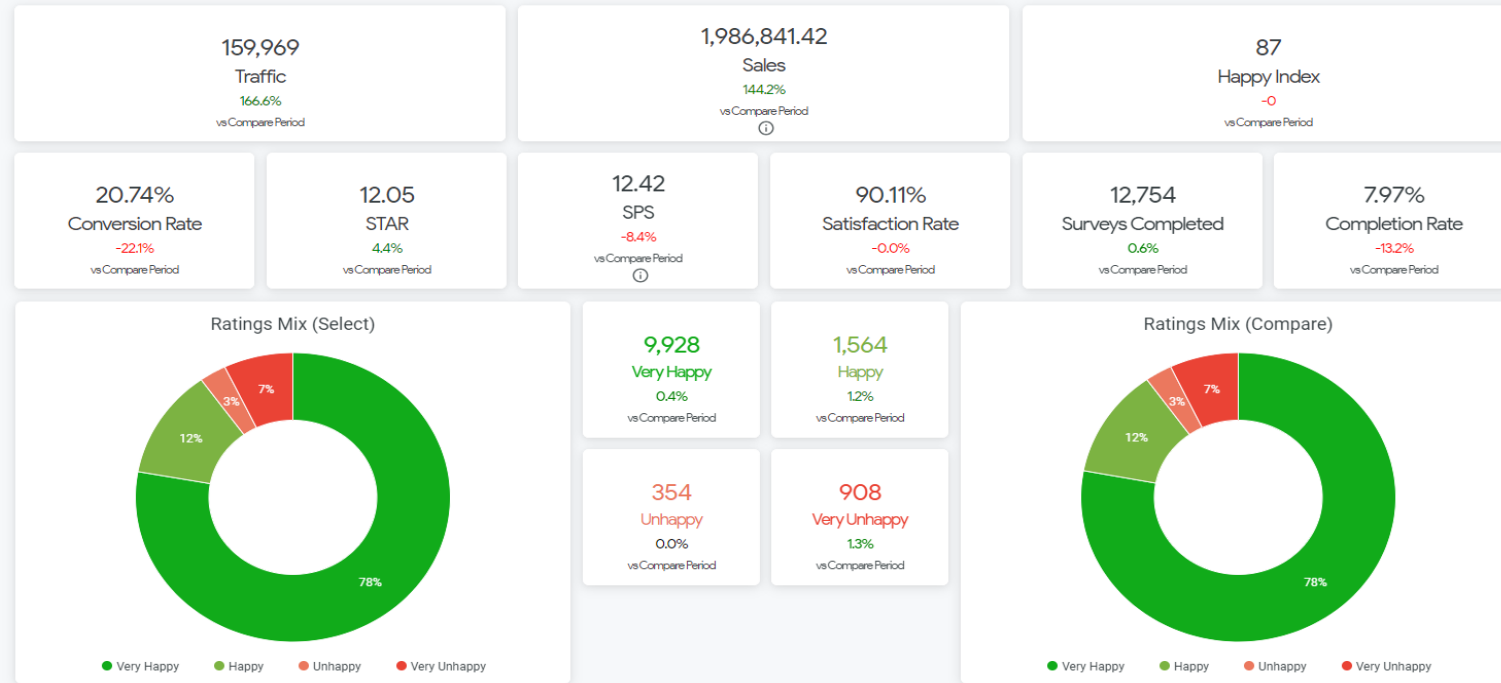 159,969
Traffic
166.6%
vs Compare Period
1,986,841.42
Sales
144.2%
vs Compare Period
87
Happy Index
-0
vs Compare Period
20.74%
Conversion Rate
-22.1%
vs Compare Period
12.05
STAR
4.4%
vs Compare Period
12.42
SPS
-8.4%
vs Compare Period
90.11%
Satisfaction Rate
-0.0%
vs Compare Period
12,754
Surveys Completed
0.6%
vs Compare Period
7.97%
Completion Rate
-13.2%
vs Compare Period
Ratings Mix (Select)
7%
3%
12%
78%
Very Happy
Happy
Unhappy
Very Unhappy
9,928
Very Happy
0.4%
vs Compare Period
1,564
Happy
1.2%
vs Compare Period
354
Unhappy
0.0%
vs Compare Period
908
Very Unhappy
1.3%
vs Compare Period
Ratings Mix (Compare)
7%
3%
12%
78%
Very Happy
Happy
Unhappy
Very Unhappy